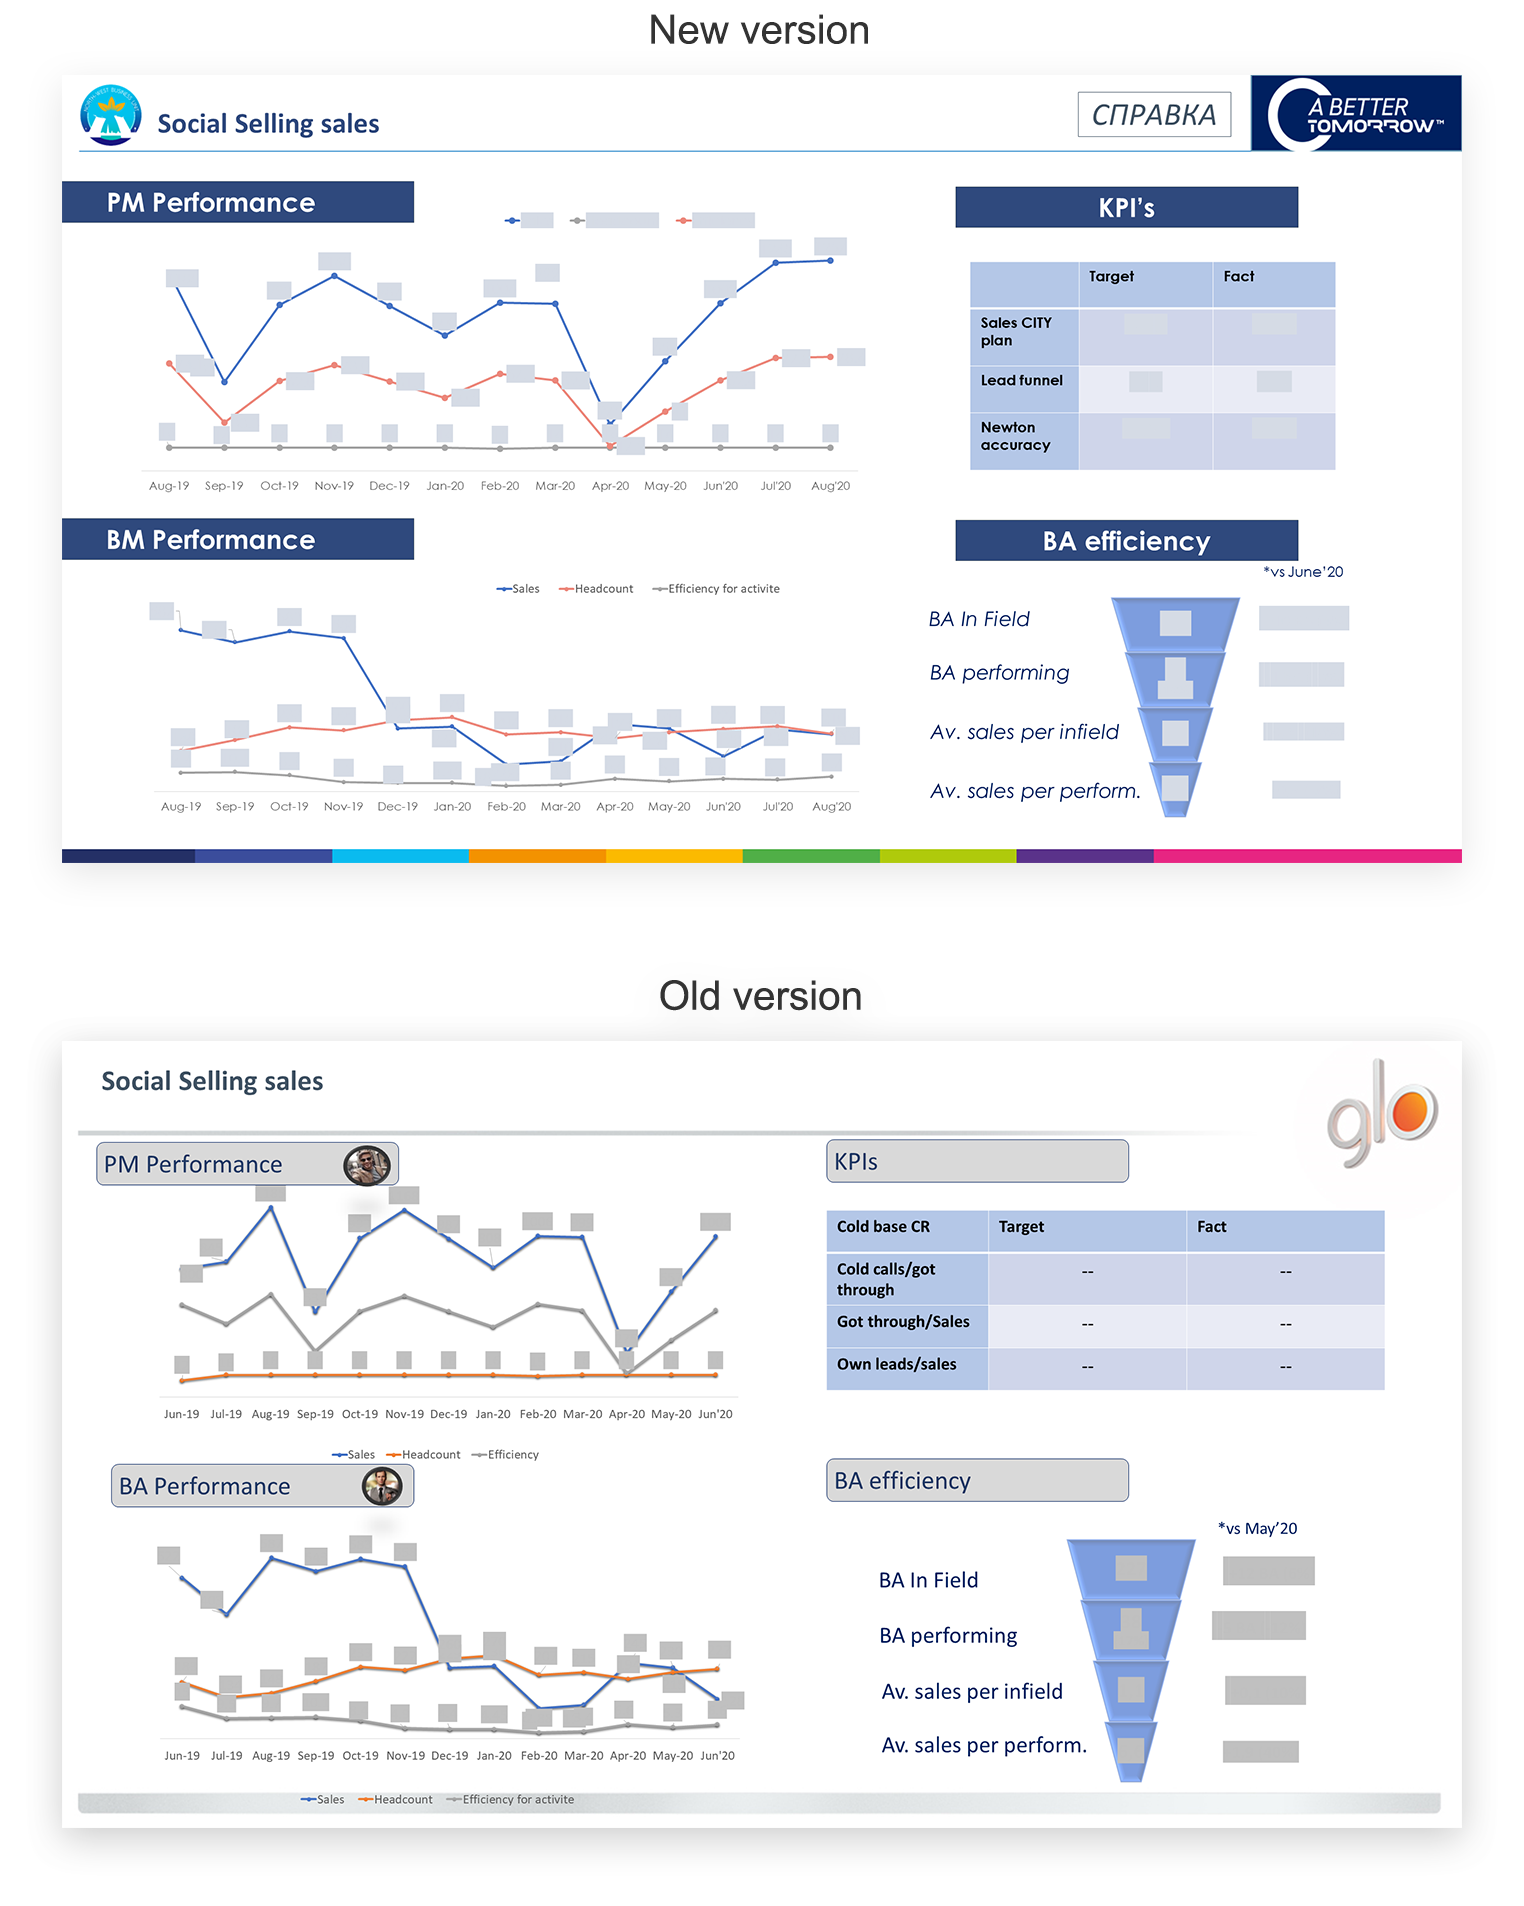 New version
NORTH WEST BUSINESS UNIT
Social Selling sales
СПРАВКА
A BETTER
TOMORROW™
PM Performance
Aug-19 Sep-19 Oct-19 Nov-19 Dec-19 Jan-20 Feb-20 Mar-20 Apr-20 May-20 Jun'20 Jul'20 Aug'20
KPI’s
Target Fact
Sales CITY
plan
Lead funnel
Newton
accuracy
BM Performance
Sales Headcount Efficiency for activite
Aug-19 Sep-19 Oct-19 Nov-19 Dec-19 Jan-20 Feb-20 Mar-20 Apr-20 May-20 Jun'20 Jul'20 Aug'20
BA efficiency
*vs June’20
BA In Field
BA performing
Av. sales per infield
Av. sales per perform.
Old version
Social Selling sales
glo
PM Performance
Jun-19 Jul-19 Aug-19 Sep-19 Oct-19 Nov-19 Dec-19 Jan-20 Feb-20 Mar-20 Apr-20 May-20 Jun'20
Sales Headcount Efficiency
KPIs
Cold base CR Target Fact
Cold calls/got
through -- --
Got through/Sales -- --
Own leads/sales -- --
BA Performance
Jun-19 Jul-19 Aug-19 Sep-19 Oct-19 Nov-19 Dec-19 Jan-20 Feb-20 Mar-20 Apr-20 May-20 Jun'20
Sales Headcount Efficiency for activite
BA efficiency
*vs May’20
BA In Field
BA performing
Av. sales per infield
Av. sales per perform.